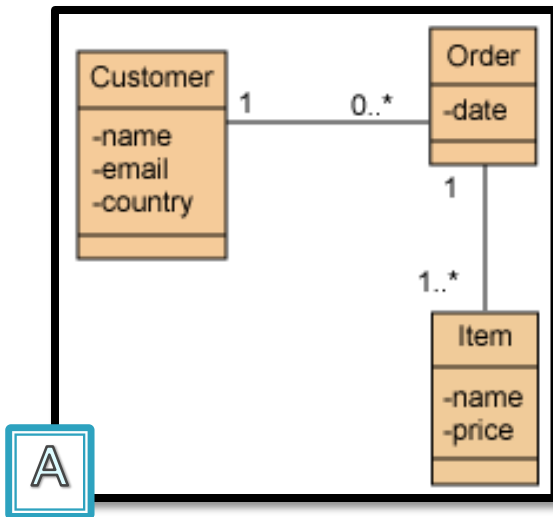 Customer
-name
-email
-country
1
0..*
Order
-date
1
1..*
Item
-name
-price
A